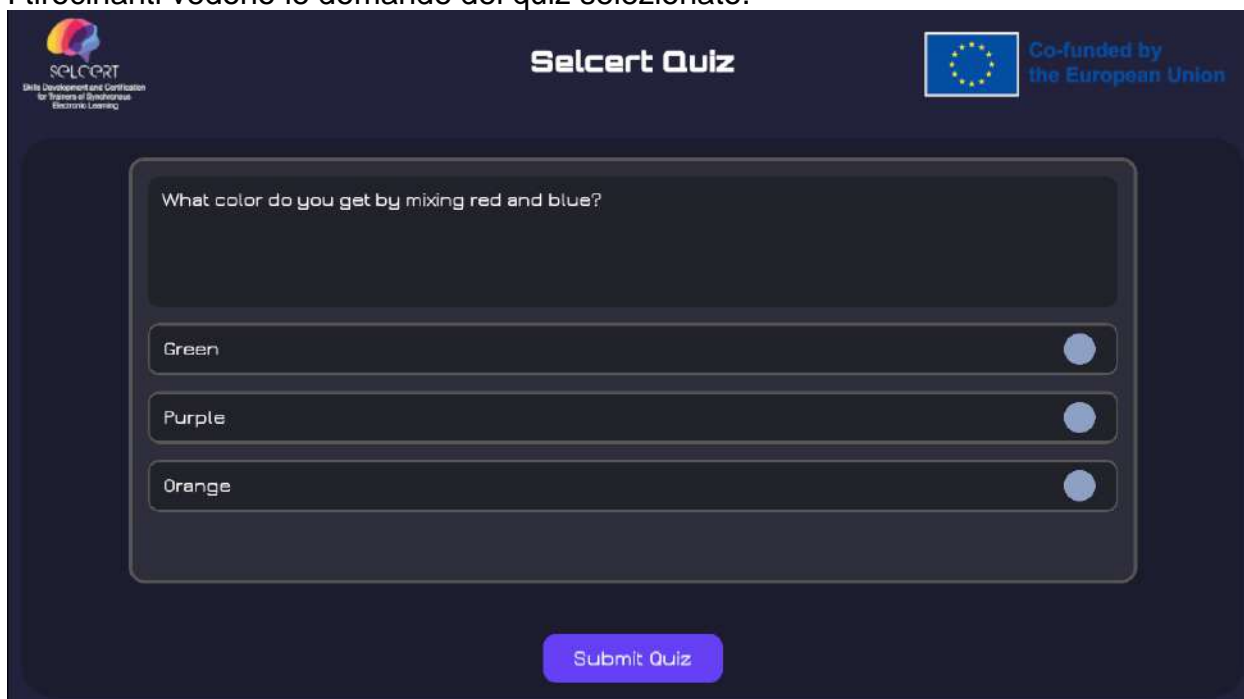 I tirocinanti vedono le domande del quiz selezionato.
SELCERT
Skills Development and Certification
for Trainers of Synchronous
Electronic Learning
Selcert Quiz
Co-funded by
the European Union
What color do you get by mixing red and blue?
Green
Purple
Orange
Submit Quiz